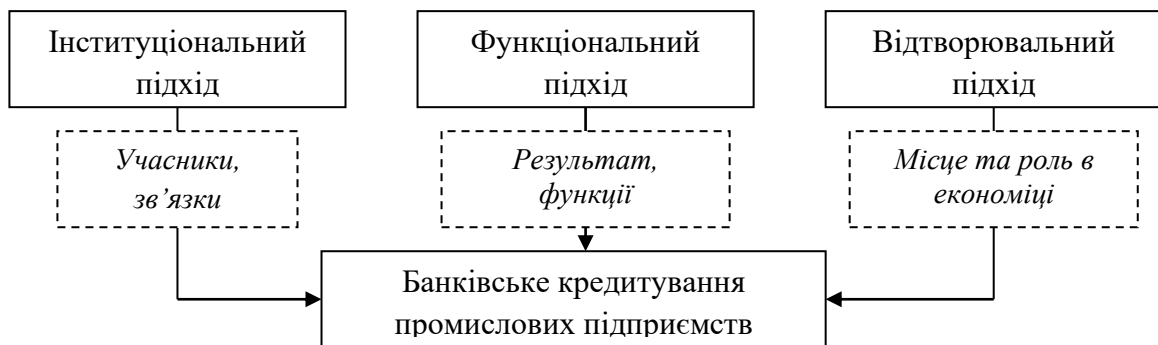 Інституціональний
підхід
Функціональний
підхід
Відтворювальний
підхід
Учасники,
зв’язки
Результат,
функції
Місце та роль в
економіці
Банківське кредитування
промислових підприємств